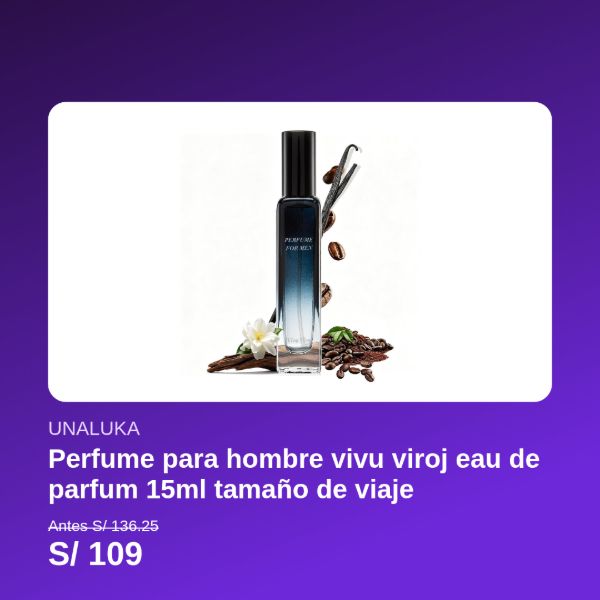 PERFUME
FOR MEN
UNALUKA
Perfume para hombre vivu viroj eau de
parfum 15ml tamaño de viaje
Antes S/ 136.25
S/ 109